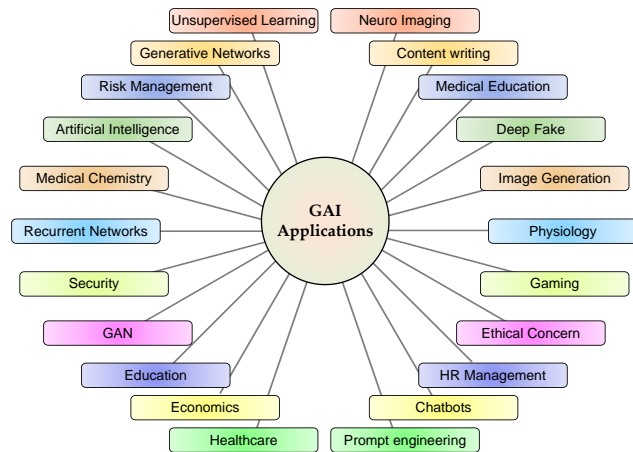 Unsupervised Learning
Neuro Imaging
Generative Networks
Content writing
Risk Management
Medical Education
Artificial Intelligence
Deep Fake
Medical Chemistry
Image Generation
GAI
Applications
Recurrent Networks
Physiology
Security
Gaming
GAN
Ethical Concern
Education
HR Management
Economics
Chatbots
Healthcare
Prompt engineering